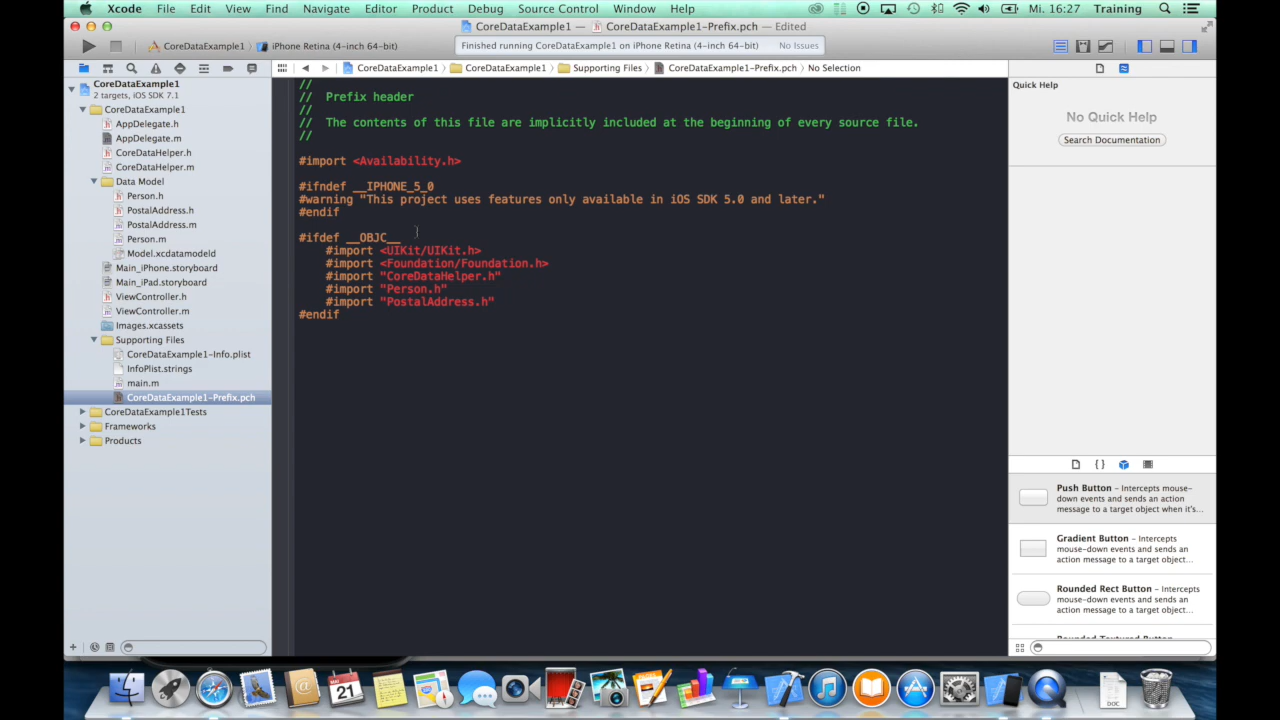 Xcode File Edit View Find Navigate Editor Product Debug Source Control Window Help Mi. 16:27 Training
CoreDataExample1 — CoreDataExample1-Prefix.pch — Edited
CoreDataExample1 iPhone Retina (4-inch 64-bit)
Finished running CoreDataExample1 on iPhone Retina (4-inch 64-bit) No Issues
CoreDataExample1 CoreDataExample1 Supporting Files CoreDataExample1-Prefix.pch No Selection
CoreDataExample1
2 targets, iOS SDK 7.1
CoreDataExample1
AppDelegate.h
AppDelegate.m
CoreDataHelper.h
CoreDataHelper.m
Data Model
Person.h
PostalAddress.h
PostalAddress.m
Person.m
Model.xcdatamodeld
Main_iPhone.storyboard
Main_iPad.storyboard
ViewController.h
ViewController.m
Images.xcassets
Supporting Files
CoreDataExample1-Info.plist
InfoPlist.strings
main.m
CoreDataExample1-Prefix.pch
CoreDataExample1Tests
Frameworks
Products
//
// Prefix header
//
// The contents of this file are implicitly included at the beginning of every source file.
//
#import <Availability.h>
#ifndef __IPHONE_5_0
#warning "This project uses features only available in iOS SDK 5.0 and later."
#endif
#ifdef __OBJC__
#import <UIKit/UIKit.h>
#import <Foundation/Foundation.h>
#import "CoreDataHelper.h"
#import "Person.h"
#import "PostalAddress.h"
#endif
Quick Help
No Quick Help
Search Documentation
Push Button – Intercepts mouse-
down events and sends an action
message to a target object when it's...
Gradient Button – Intercepts
mouse-down events and sends an
action message to a target object...
Rounded Rect Button – Intercepts
mouse-down events and sends an
action message to a target object...
Rounded Textured Button
21
DOC